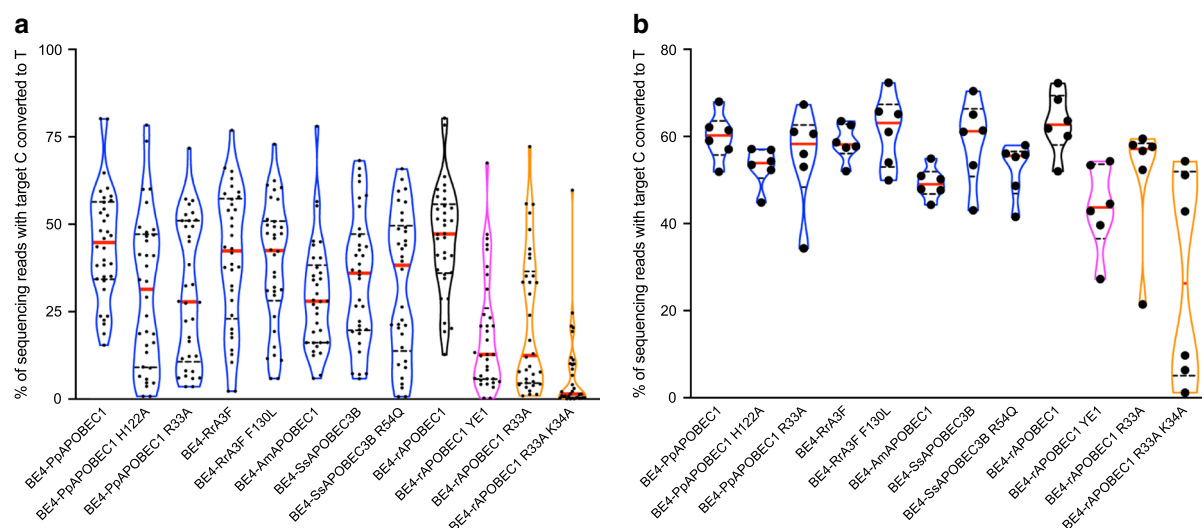 a
% of sequencing reads with target C converted to T
100
75
50
25
0
BE4-PpAPOBEC1
BE4-PpAPOBEC1 H122A
BE4-PpAPOBEC1 R33A
BE4-RrA3F
BE4-RrA3F F130L
BE4-AmAPOBEC1
BE4-SsAPOBEC3B
BE4-SsAPOBEC3B R54Q
BE4-rAPOBEC1
BE4-rAPOBEC1 YE1
BE4-rAPOBEC1 R33A
BE4-rAPOBEC1 R33A K34A
b
% of sequencing reads with target C converted to T
80
60
40
20
0
BE4-PpAPOBEC1
BE4-PpAPOBEC1 H122A
BE4-PpAPOBEC1 R33A
BE4-RrA3F
BE4-RrA3F F130L
BE4-AmAPOBEC1
BE4-SsAPOBEC3B
BE4-SsAPOBEC3B R54Q
BE4-rAPOBEC1
BE4-rAPOBEC1 YE1
BE4-rAPOBEC1 R33A
BE4-rAPOBEC1 R33A K34A